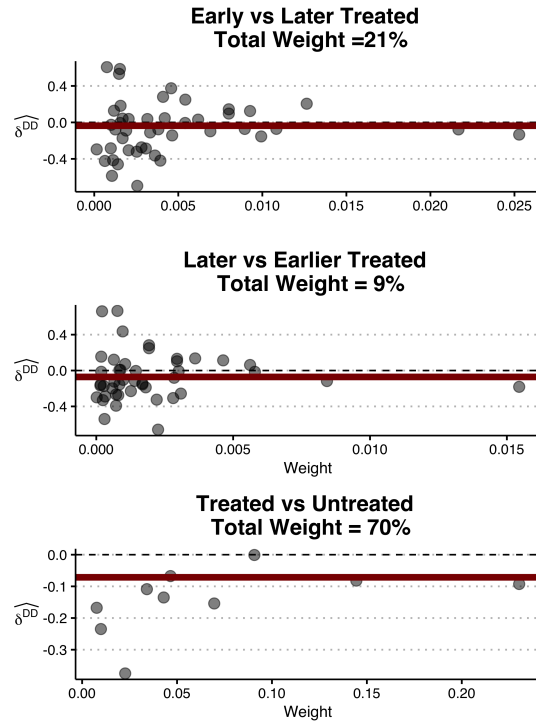 Early vs Later Treated
Total Weight =21%
0.4
0.0
-0.4
δ^DD
0.000 0.005 0.010 0.015 0.020 0.025
Later vs Earlier Treated
Total Weight = 9%
0.4
0.0
-0.4
δ^DD
0.000 0.005 0.010 0.015
Weight
Treated vs Untreated
Total Weight = 70%
0.0
-0.1
-0.2
-0.3
δ^DD
0.00 0.05 0.10 0.15 0.20
Weight